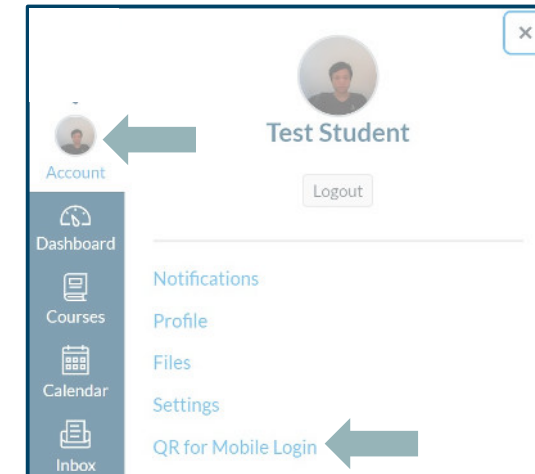 Account
Dashboard
Courses
Calendar
Inbox
Test Student
Logout
Notifications
Profile
Files
Settings
QR for Mobile Login